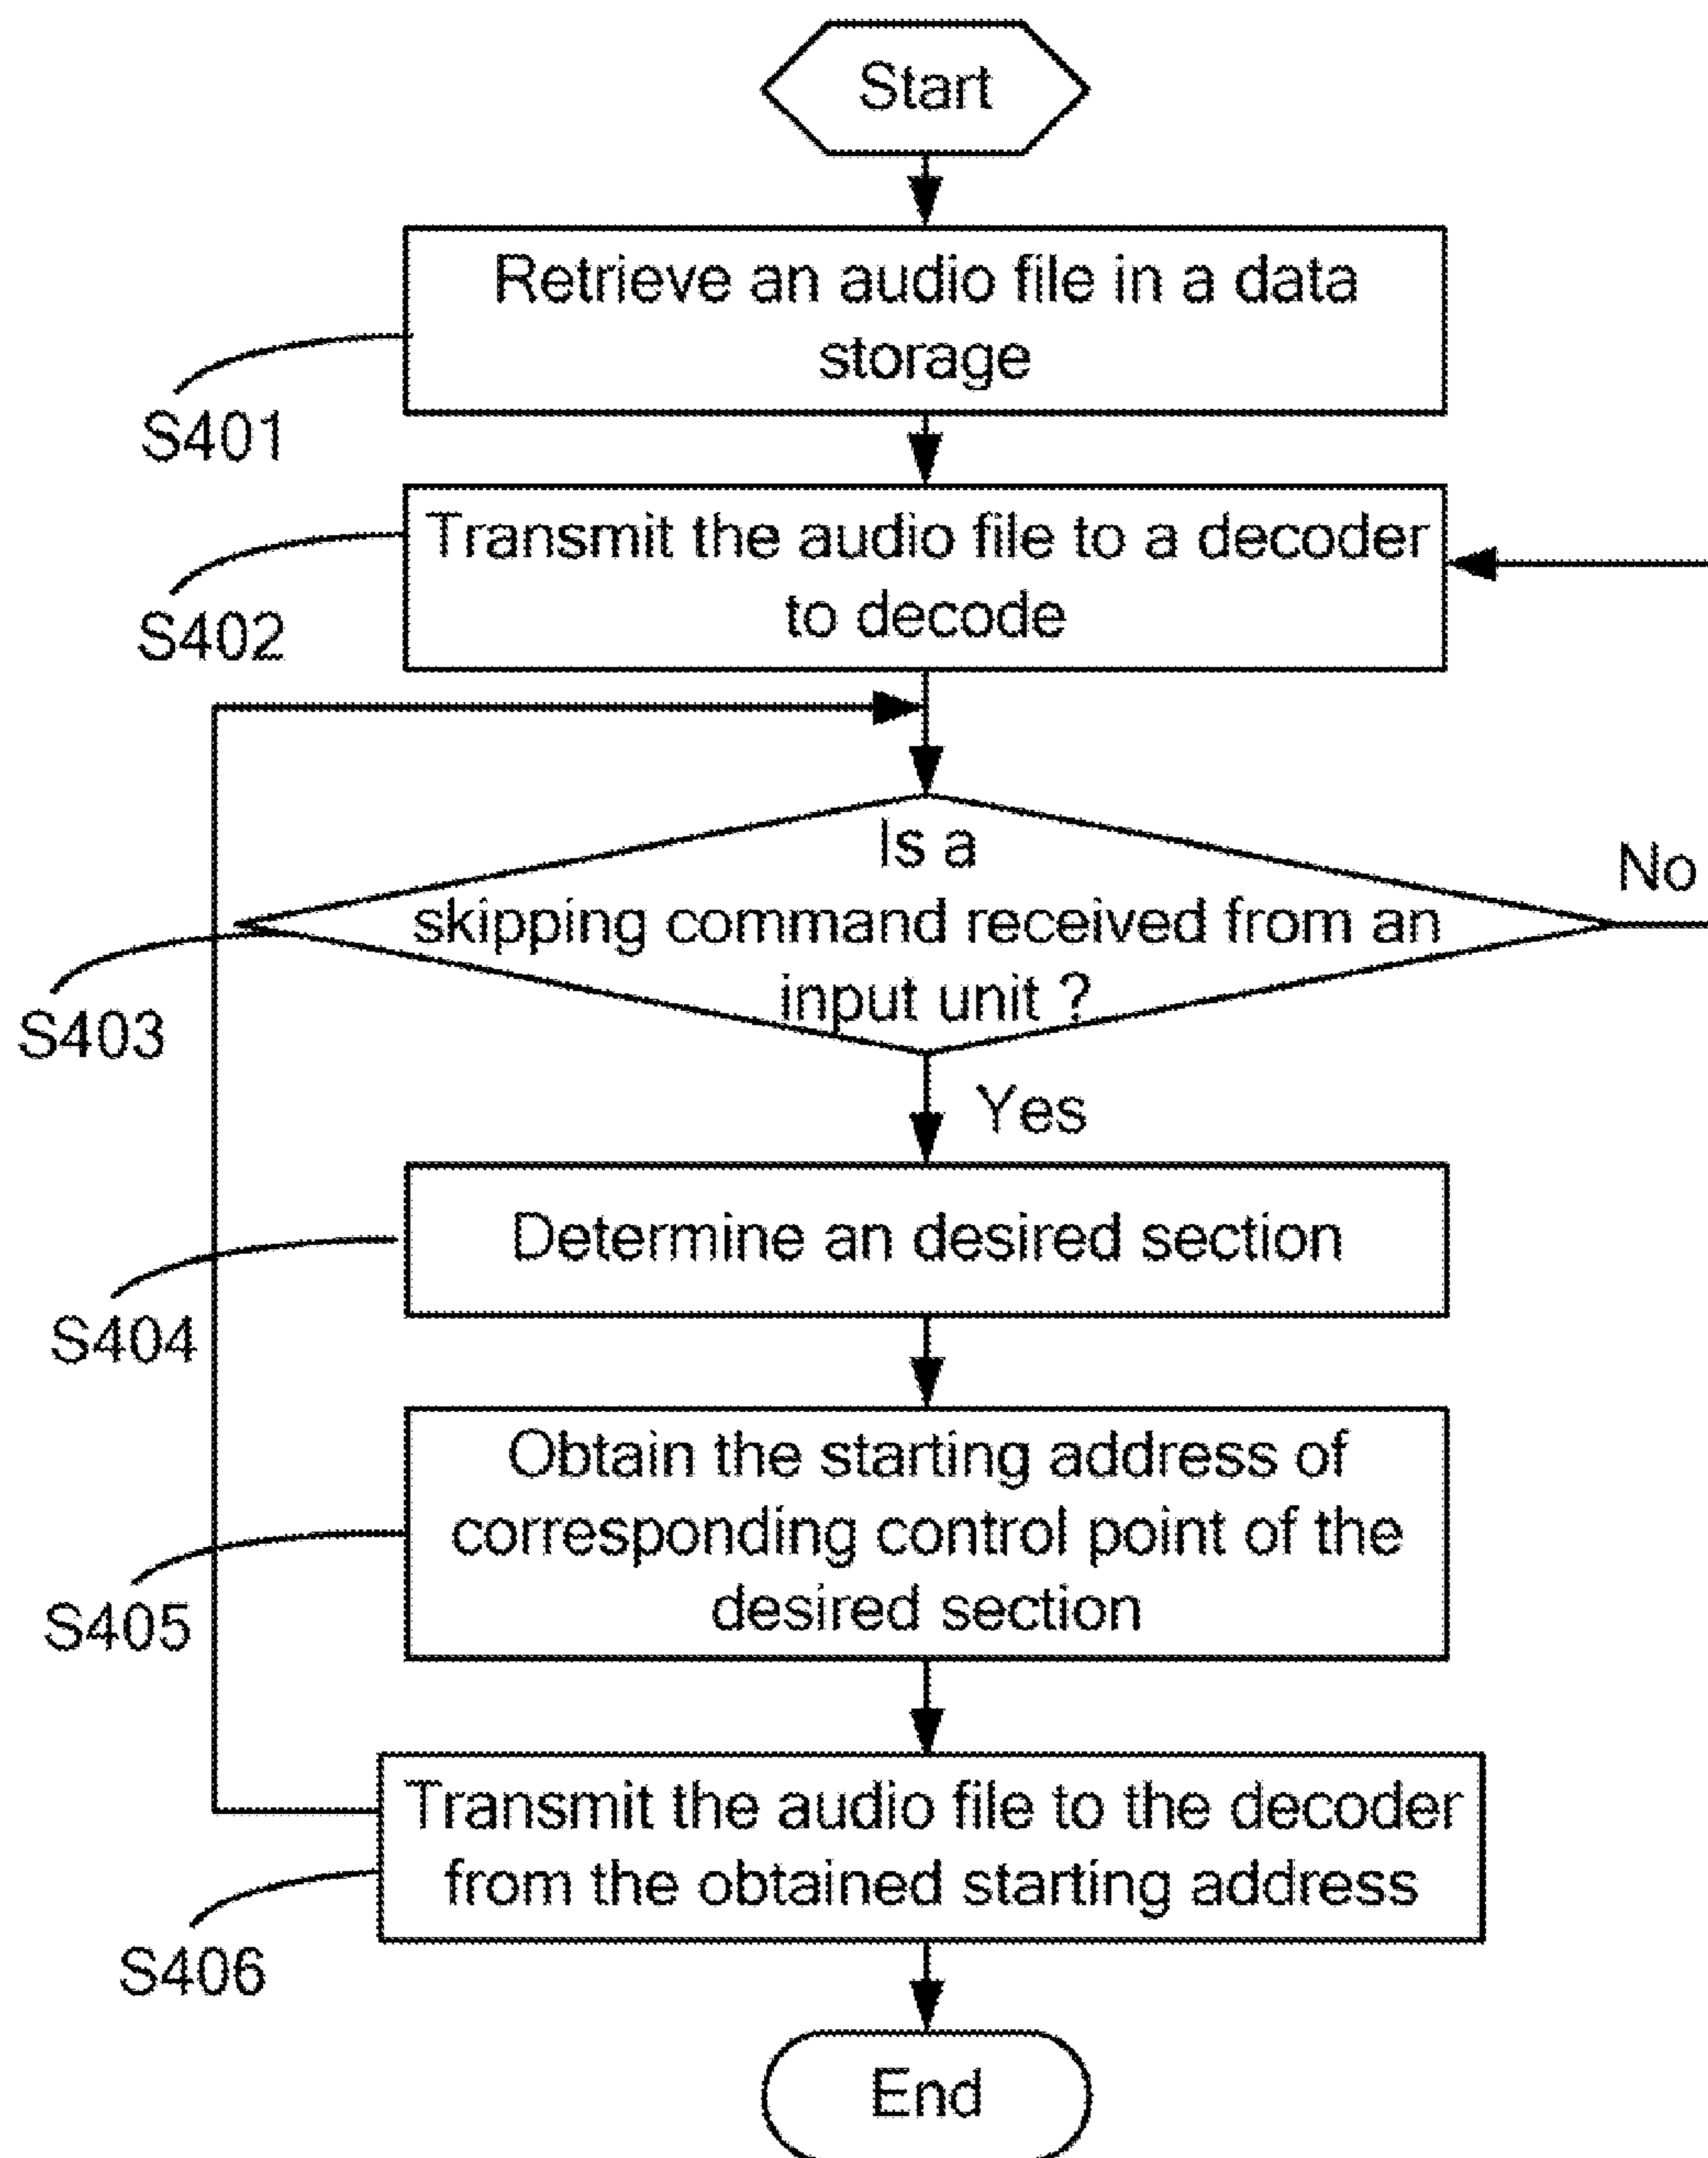 Start
Retrieve an audio file in a data
storage
S401
Transmit the audio file to a decoder
to decode
S402
Is a
skipping command received from an
input unit ?
No
S403
Yes
Determine an desired section
S404
Obtain the starting address of
corresponding control point of the
desired section
S405
Transmit the audio file to the decoder
from the obtained starting address
S406
End